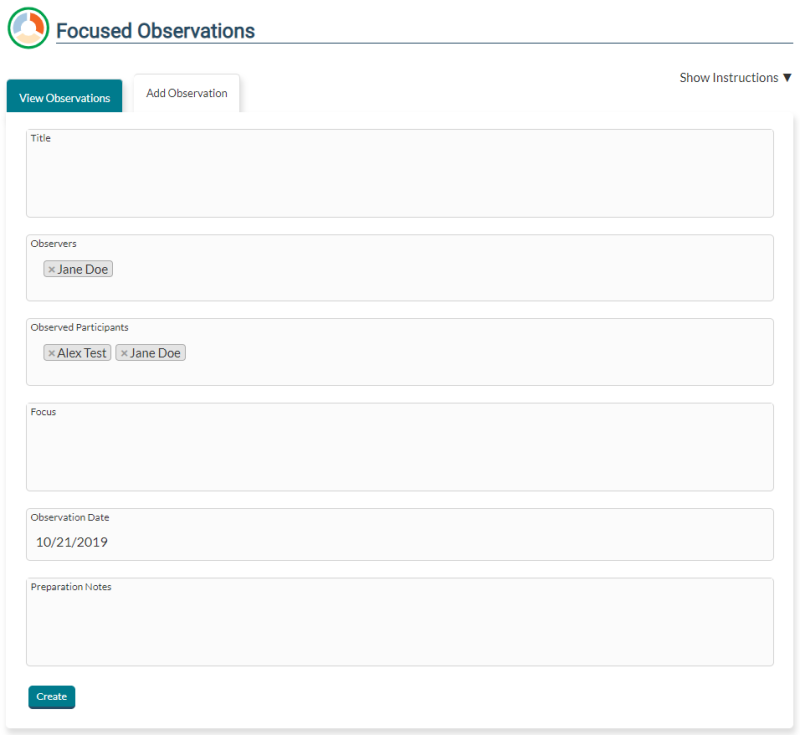 Focused Observations
Show Instructions ▼
View Observations
Add Observation
Title
Observers
× Jane Doe
Observed Participants
× Alex Test × Jane Doe
Focus
Observation Date
10/21/2019
Preparation Notes
Create